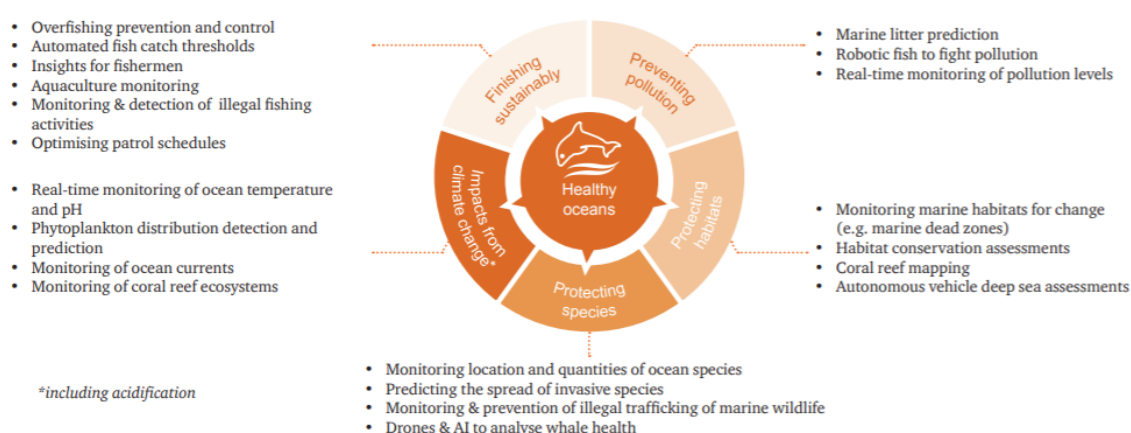 • Overfishing prevention and control
• Automated fish catch thresholds
• Insights for fishermen
• Aquaculture monitoring
• Monitoring & detection of illegal fishing
activities
• Optimising patrol schedules
• Real-time monitoring of ocean temperature
and pH
• Phytoplankton distribution detection and
prediction
• Monitoring of ocean currents
• Monitoring of coral reef ecosystems
Finishing
sustainably
Preventing
pollution
Impacts from
climate change*
Healthy
oceans
Protecting
habitats
Protecting
species
• Marine litter prediction
• Robotic fish to fight pollution
• Real-time monitoring of pollution levels
• Monitoring marine habitats for change
(e.g. marine dead zones)
• Habitat conservation assessments
• Coral reef mapping
• Autonomous vehicle deep sea assessments
*including acidification
• Monitoring location and quantities of ocean species
• Predicting the spread of invasive species
• Monitoring & prevention of illegal trafficking of marine wildlife
• Drones & AI to analyse whale health